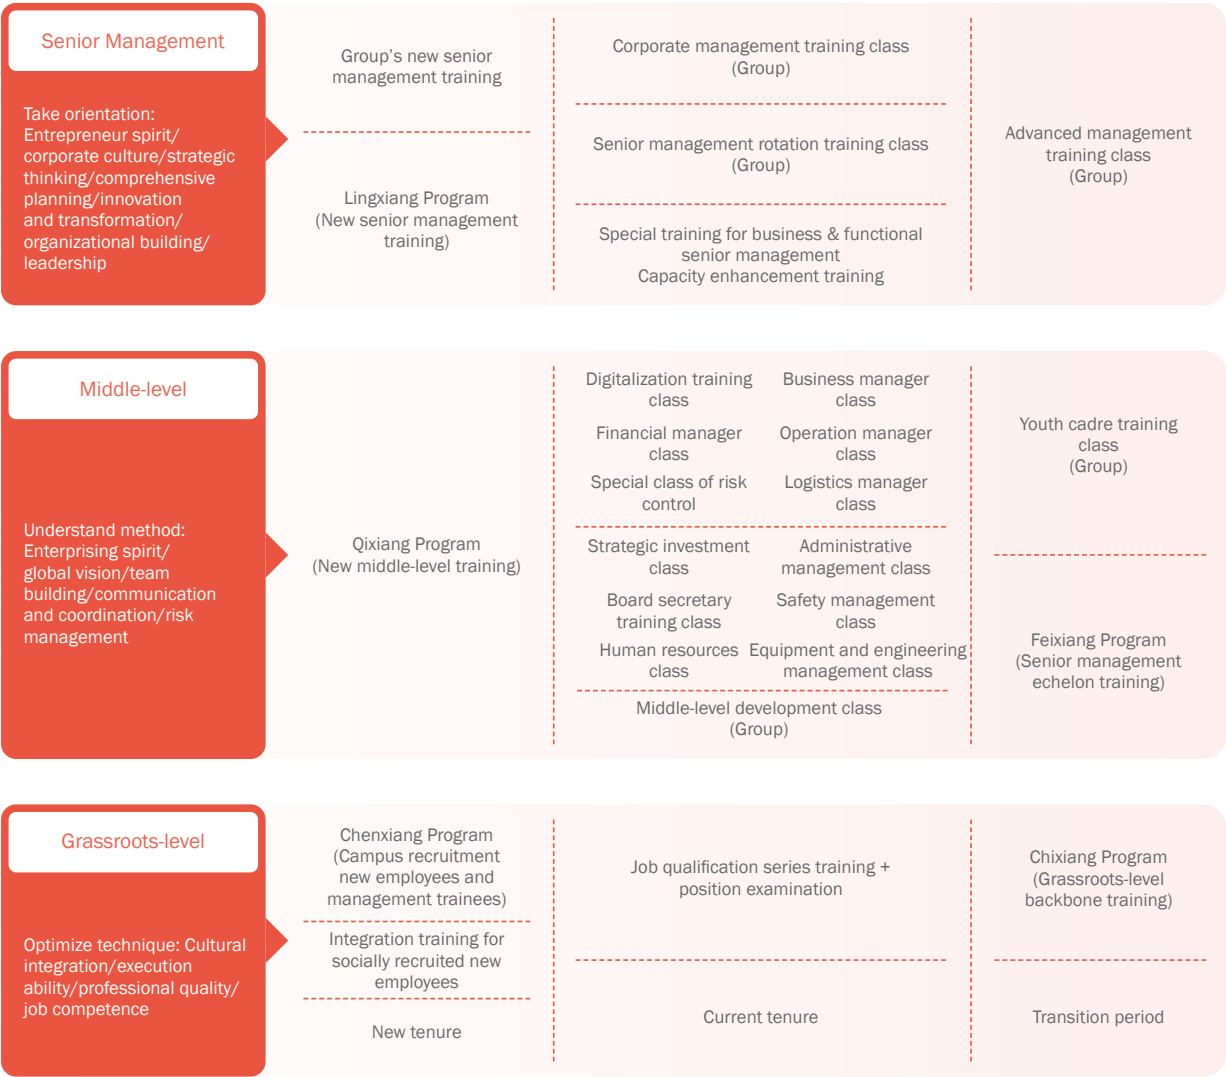 Senior Management
Take orientation:
Entrepreneur spirit/
corporate culture/strategic
thinking/comprehensive
planning/innovation
and transformation/
organizational building/
leadership
Group’s new senior
management training
Lingxiang Program
(New senior management
training)
Corporate management training class
(Group)
Senior management rotation training class
(Group)
Special training for business & functional
senior management
Capacity enhancement training
Advanced management
training class
(Group)
Middle-level
Understand method:
Enterprising spirit/
global vision/team
building/communication
and coordination/risk
management
Qixiang Program
(New middle-level training)
Digitalization training
class
Business manager
class
Financial manager
class
Operation manager
class
Special class of risk
control
Logistics manager
class
Strategic investment
class
Administrative
management class
Board secretary
training class
Safety management
class
Human resources
class
Equipment and engineering
management class
Middle-level development class
(Group)
Youth cadre training
class
(Group)
Feixiang Program
(Senior management
echelon training)
Grassroots-level
Optimize technique: Cultural
integration/execution
ability/professional quality/
job competence
Chenxiang Program
(Campus recruitment
new employees and
management trainees)
Integration training for
socially recruited new
employees
New tenure
Job qualification series training +
position examination
Current tenure
Chixiang Program
(Grassroots-level
backbone training)
Transition period